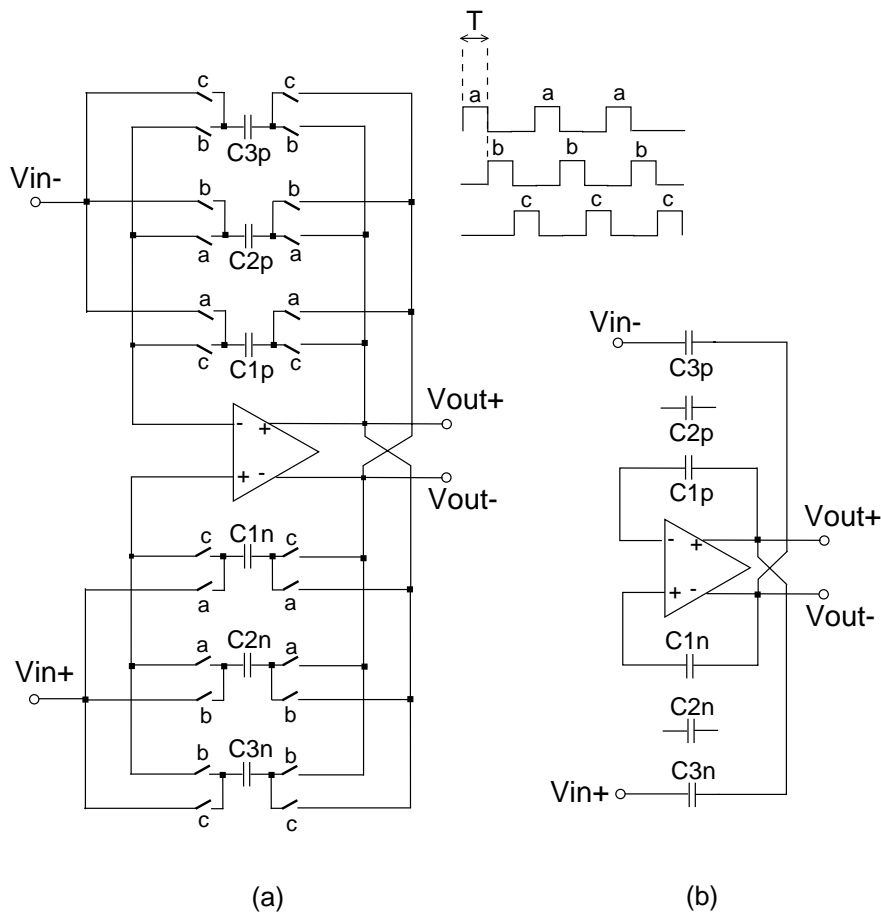 T
a a a
b b b
c c c
c c
b b
C3p
Vin-
b b
a a
C2p
a a
c c
C1p
- +
+ -
Vout+
Vout-
c C1n c
a a
a C2n a
Vin+
b b
b C3n b
c c
(a)
Vin-
C3p
C2p
C1p
- +
+ -
Vout+
Vout-
C1n
C2n
C3n
Vin+
(b)